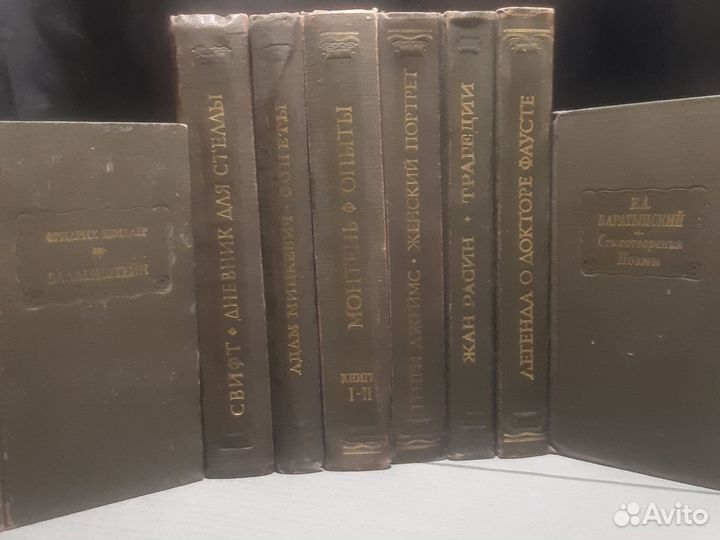 ФРИДРИХ ШИЛЛЕР
ВАЛЛЕНШТЕЙН
СВИФТ • ДНЕВНИК ДЛЯ СТЕЛЛЫ
АДАМ МИЦКЕВИЧ • СОНЕТЫ
МОНТЕНЬ • ОПЫТЫ
КНИГИ
I-II
ГЕНРИ ДЖЕЙМС • ЖЕНСКИЙ ПОРТРЕТ
ЖАН РАСИН • ТРАГЕДИИ
ЛЕГЕНДА О ДОКТОРЕ ФАУСТЕ
Е.А.
БАРАТЫНСКИЙ
Стихотворения
Поэмы
Avito